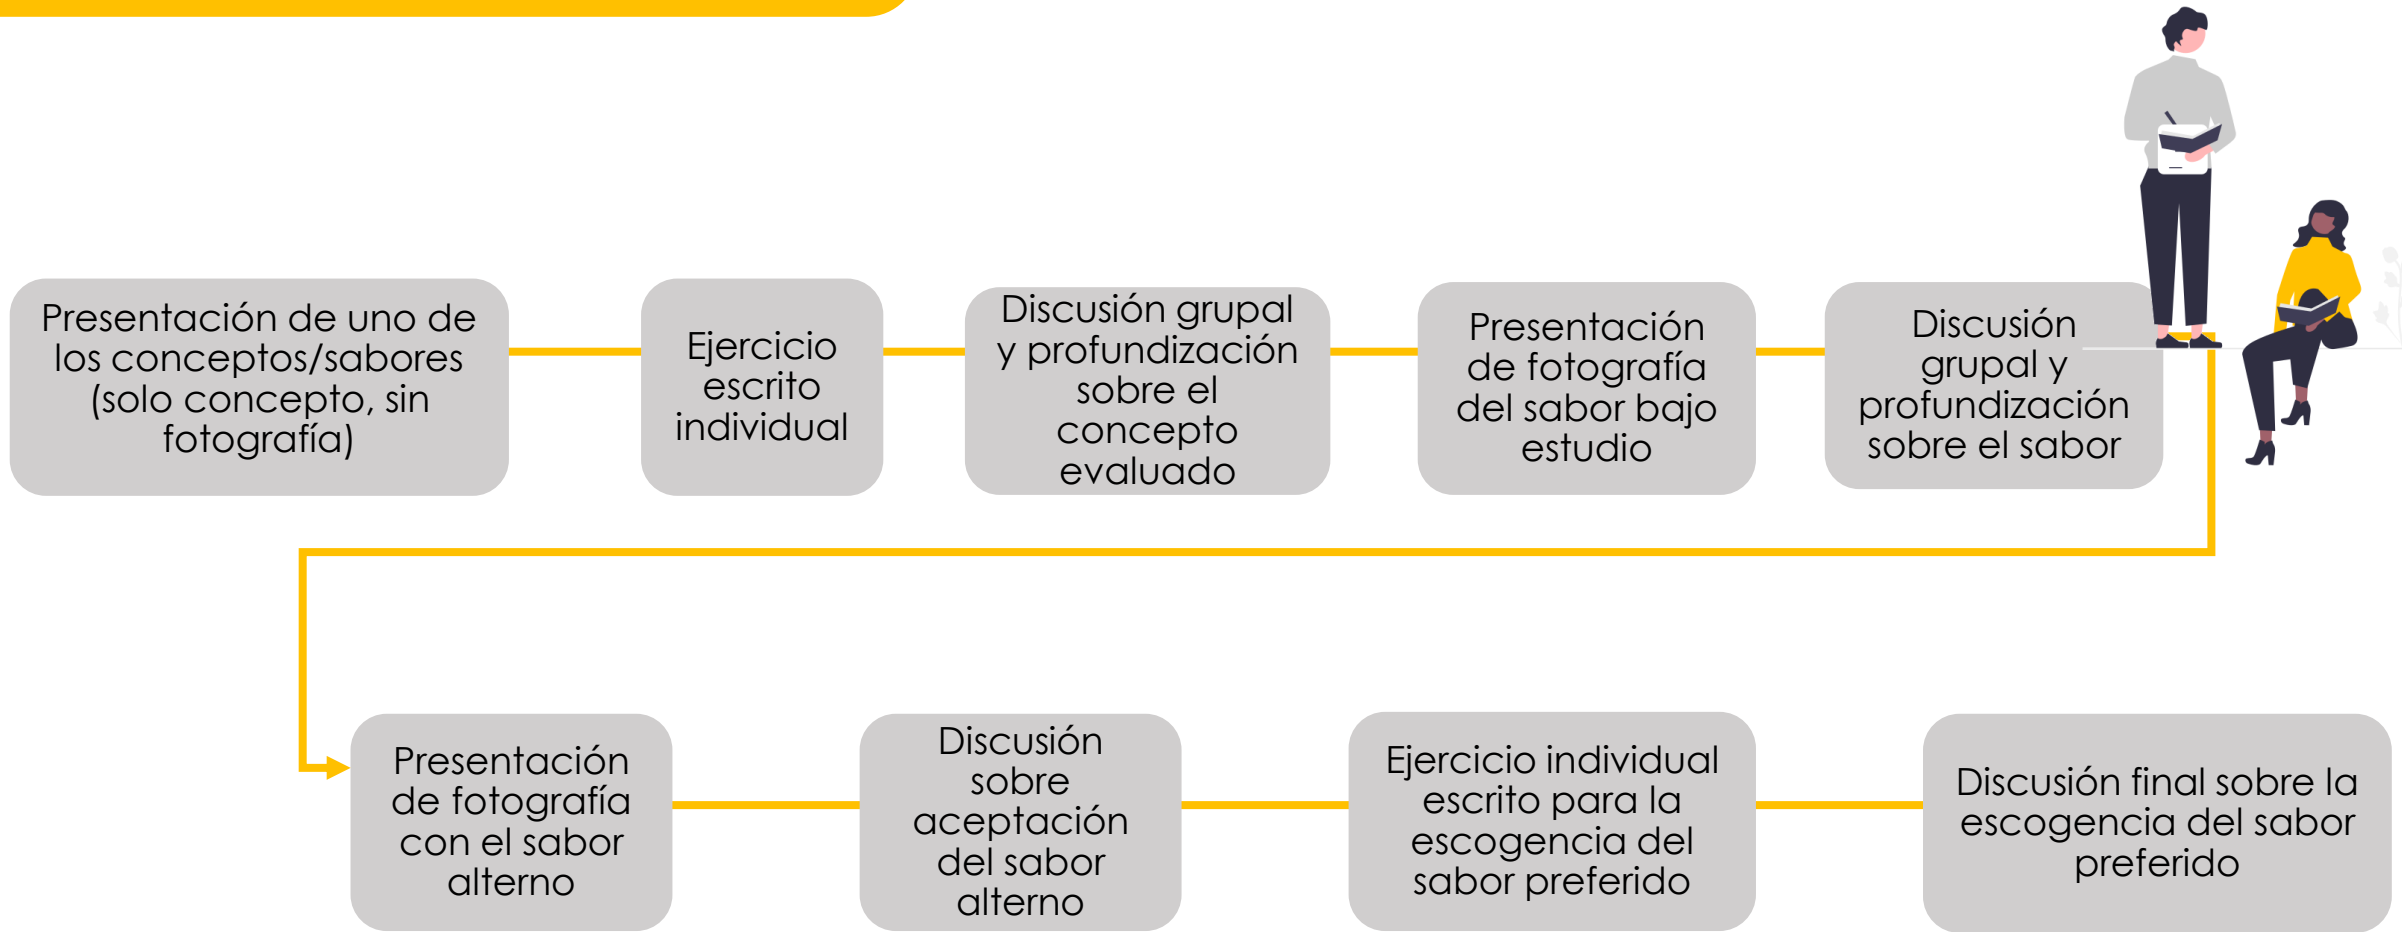 Presentación de uno de
los conceptos/sabores
(solo concepto, sin
fotografía)
Ejercicio
escrito
individual
Discusión grupal
y profundización
sobre el
concepto
evaluado
Presentación
de fotografía
del sabor bajo
estudio
Discusión
grupal y
profundización
sobre el sabor
Presentación
de fotografía
con el sabor
alterno
Discusión
sobre
aceptación
del sabor
alterno
Ejercicio individual
escrito para la
escogencia del
sabor preferido
Discusión final sobre la
escogencia del sabor
preferido